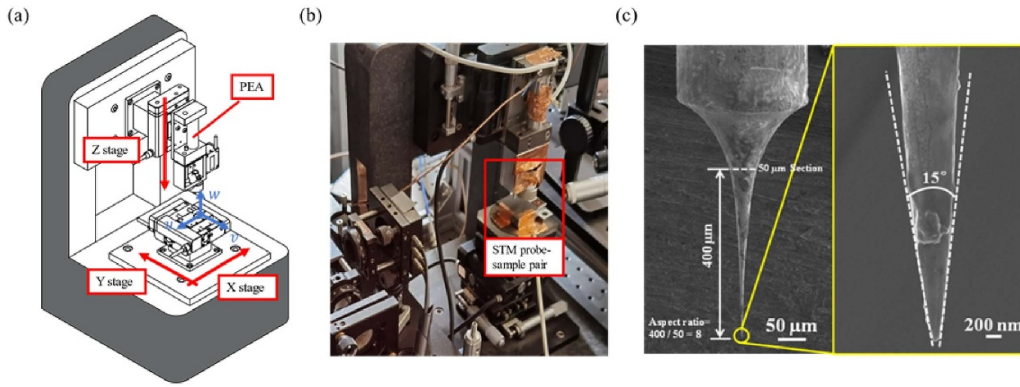 (a)
PEA
Z stage
w
u
v
Y stage
X stage
(b)
STM probe-
sample pair
(c)
50 μm Section
400 μm
Aspect ratio=
400 / 50 = 8
50 μm
15°
200 nm